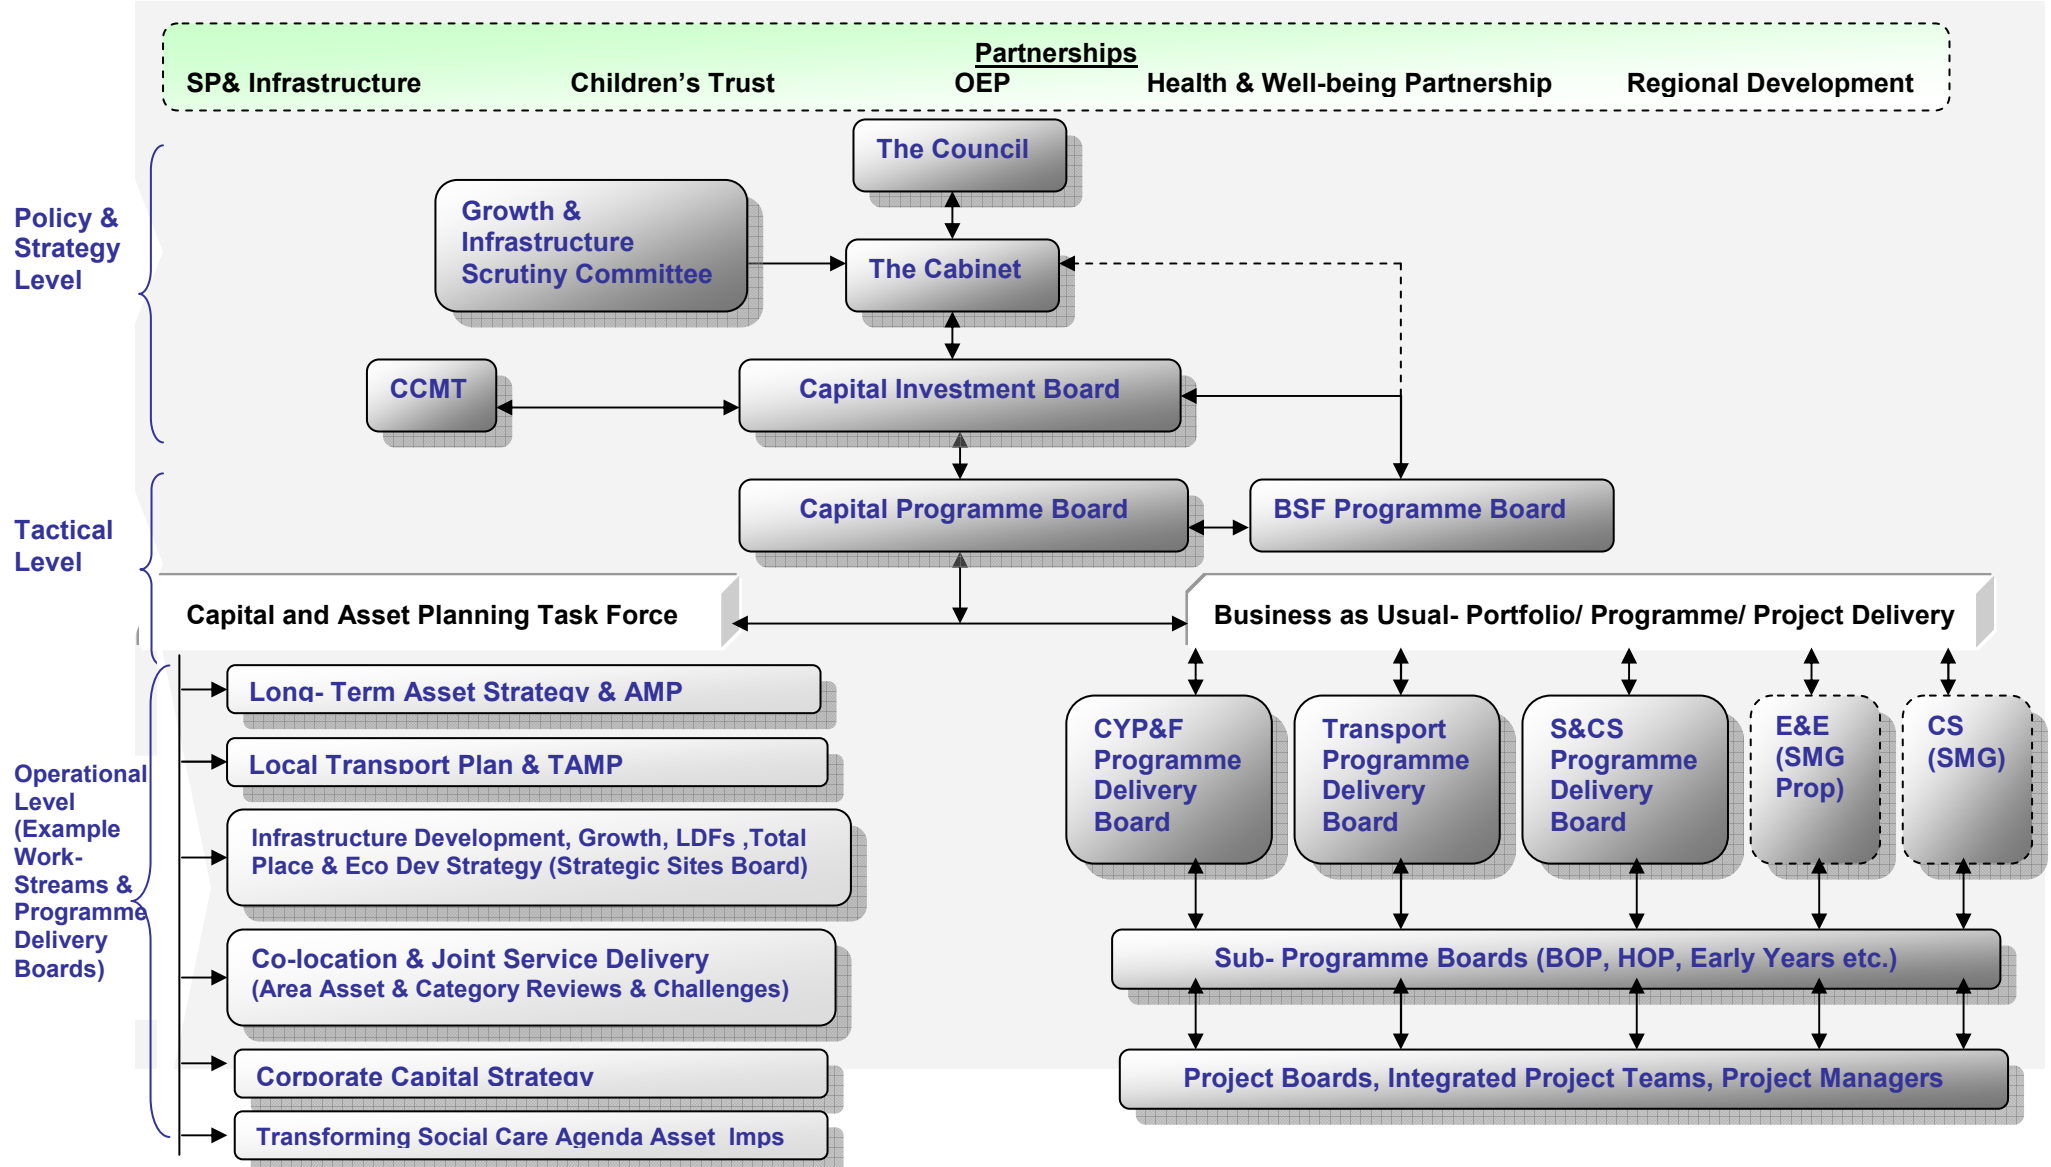 Partnerships
SP& Infrastructure Children's Trust OEP Health & Well-being Partnership Regional Development
The Council
Policy &
Strategy
Level
Growth &
Infrastructure
Scrutiny Committee
The Cabinet
CCMT
Capital Investment Board
Tactical
Level
Capital Programme Board
BSF Programme Board
Capital and Asset Planning Task Force
Business as Usual- Portfolio/ Programme/ Project Delivery
Operational
Level
(Example
Work-
Streams &
Programme
Delivery
Boards)
Long- Term Asset Strategy & AMP
Local Transport Plan & TAMP
Infrastructure Development, Growth, LDFs ,Total
Place & Eco Dev Strategy (Strategic Sites Board)
Co-location & Joint Service Delivery
(Area Asset & Category Reviews & Challenges)
Corporate Capital Strategy
Transforming Social Care Agenda Asset Imps
CYP&F
Programme
Delivery
Board
Transport
Programme
Delivery
Board
S&CS
Programme
Delivery
Board
E&E
(SMG
Prop)
CS
(SMG)
Sub- Programme Boards (BOP, HOP, Early Years etc.)
Project Boards, Integrated Project Teams, Project Managers